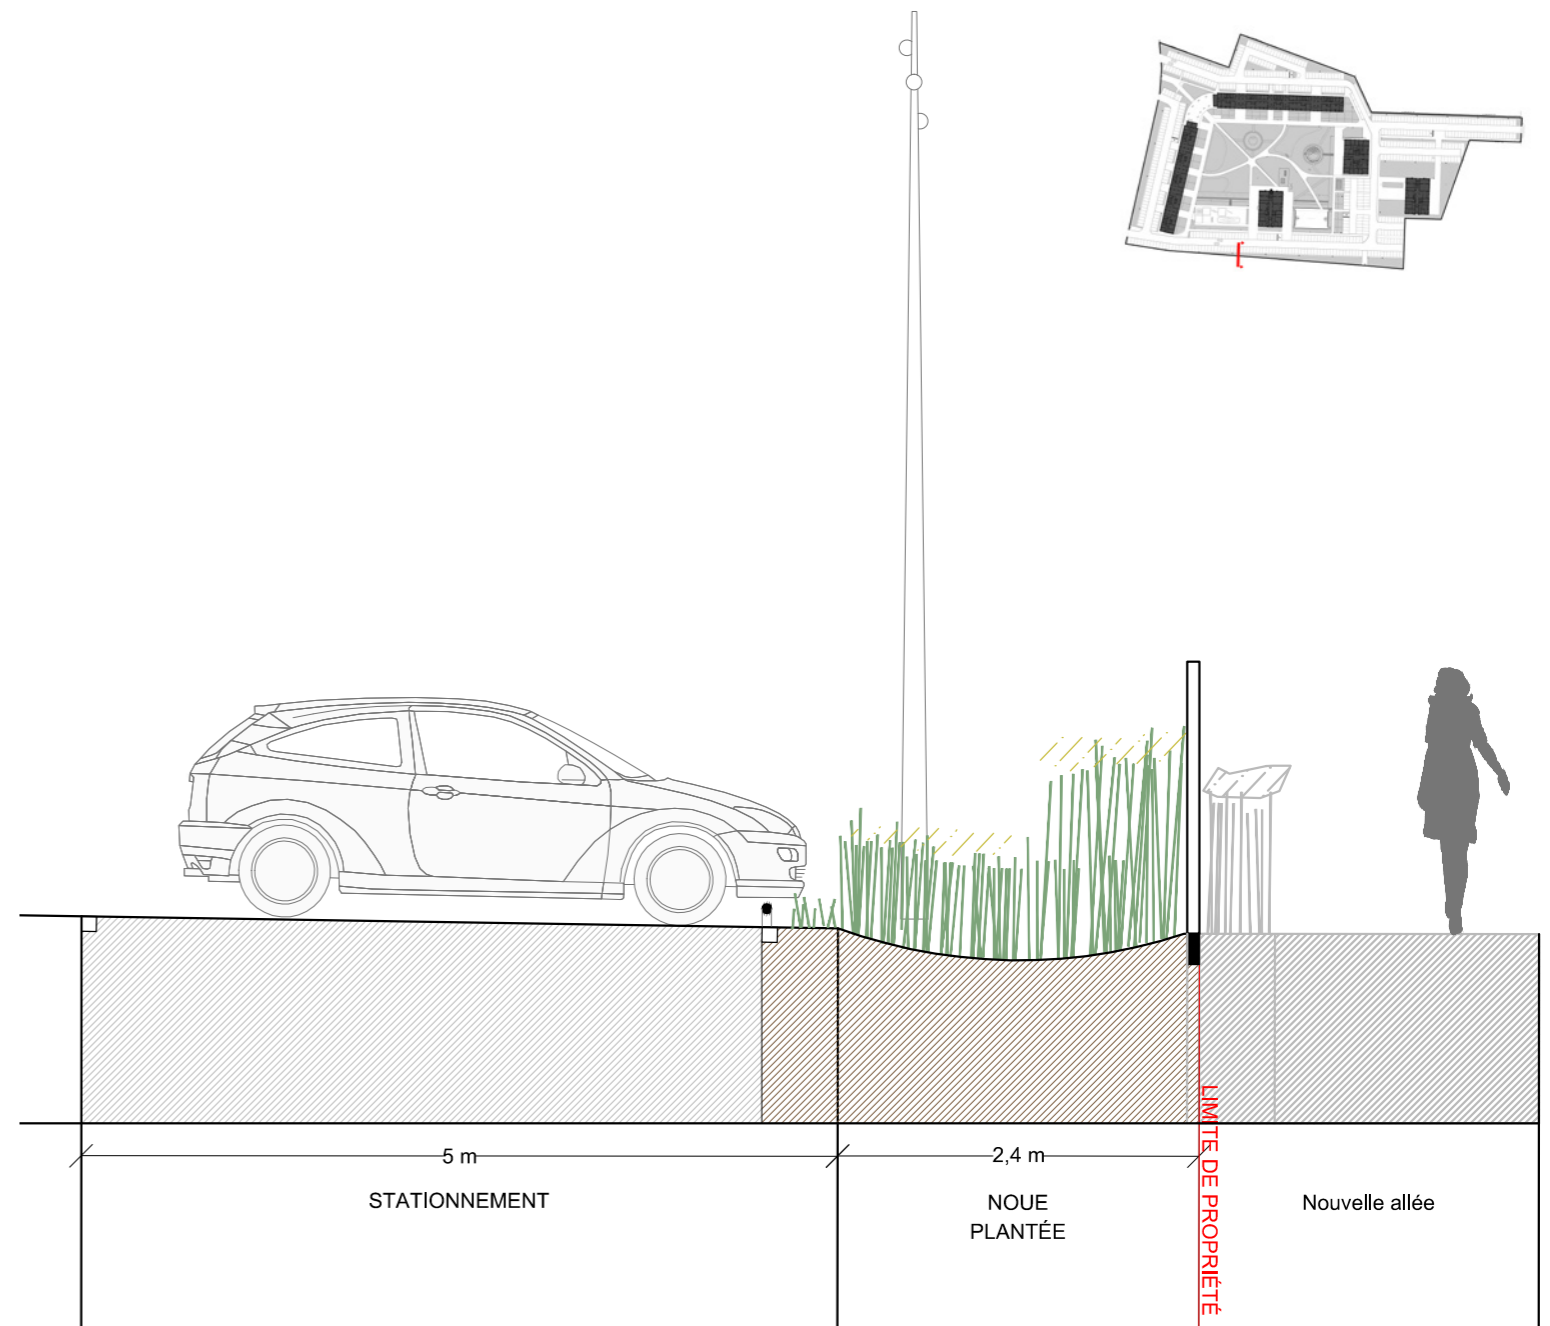 5 m
2,4 m
STATIONNEMENT
NOUE
PLANTÉE
LIMITE DE PROPRIÉTÉ
Nouvelle allée